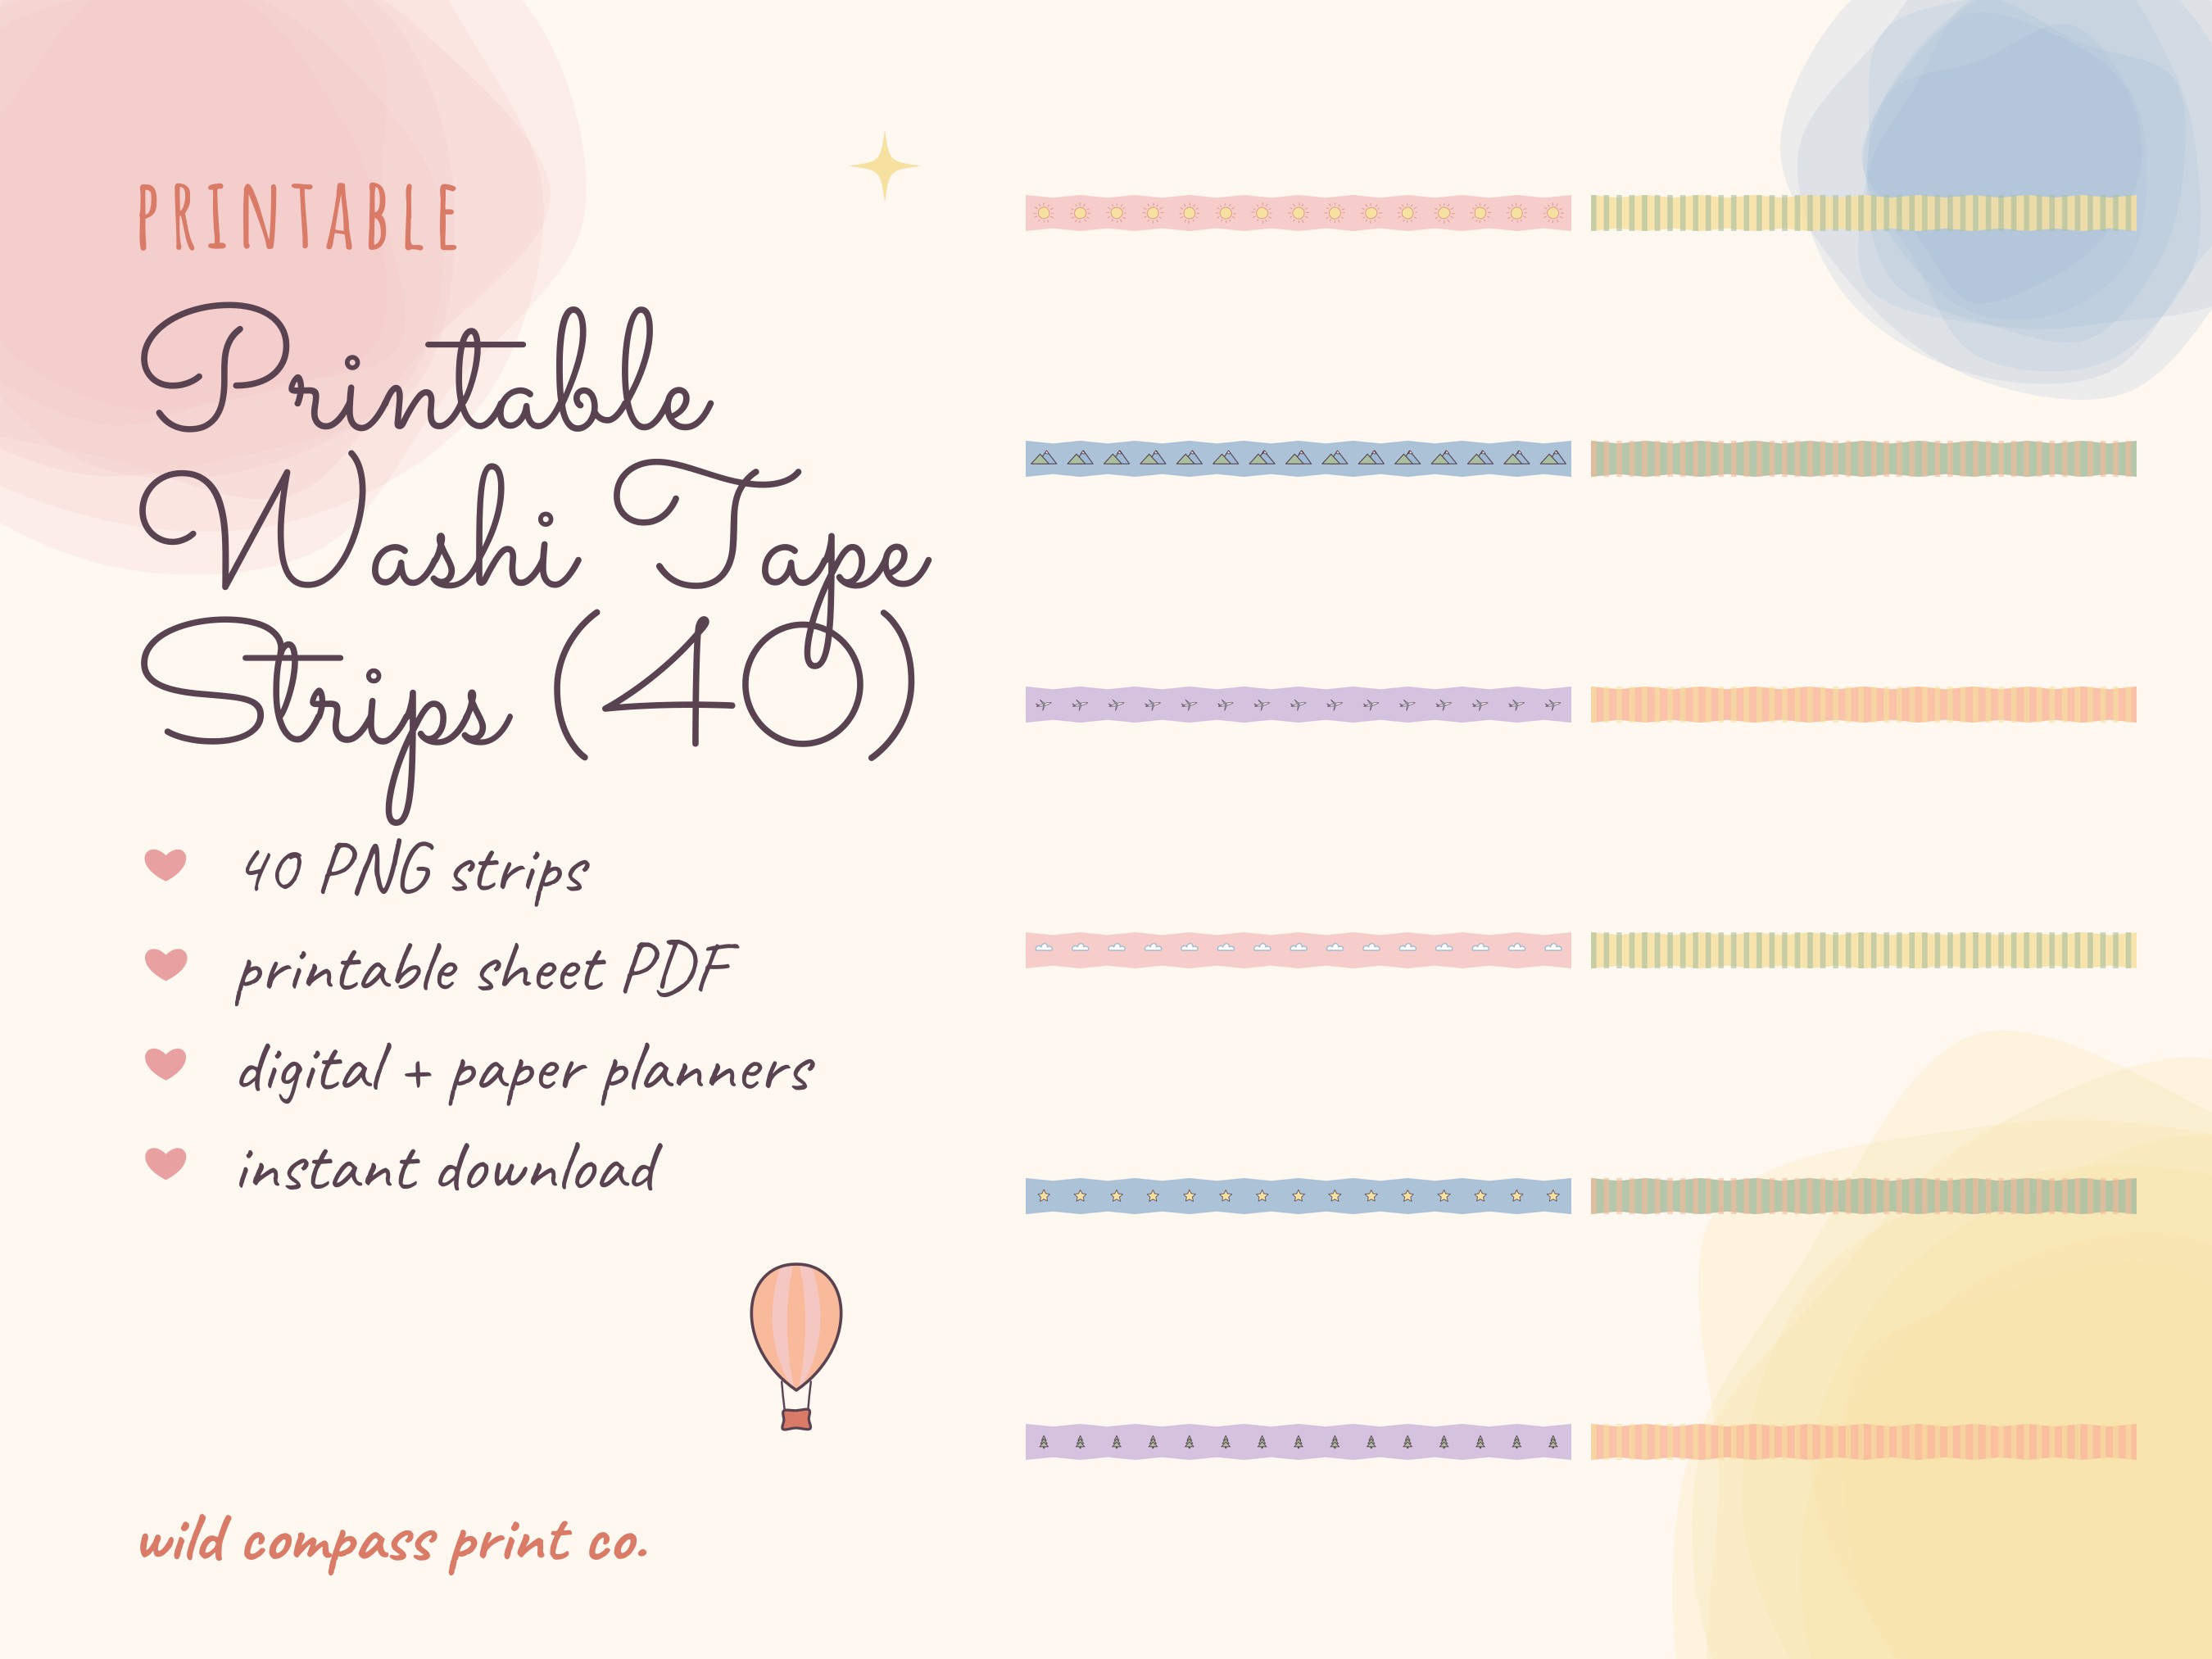 PRINTABLE
Printable
Washi Tape
Strips (40)
40 PNG strips
printable sheet PDF
digital + paper planners
instant download
wild compass print co.